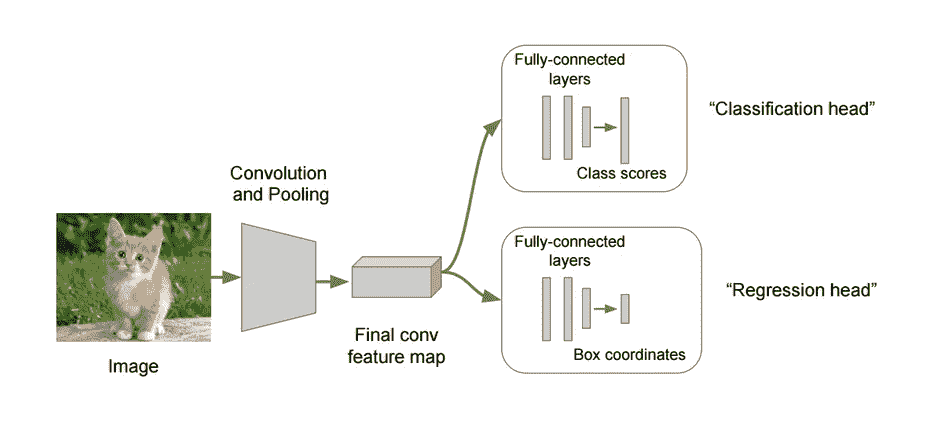 Image
Convolution
and Pooling
Final conv
feature map
Fully-connected
layers
Class scores
“Classification head”
Fully-connected
layers
Box coordinates
“Regression head”